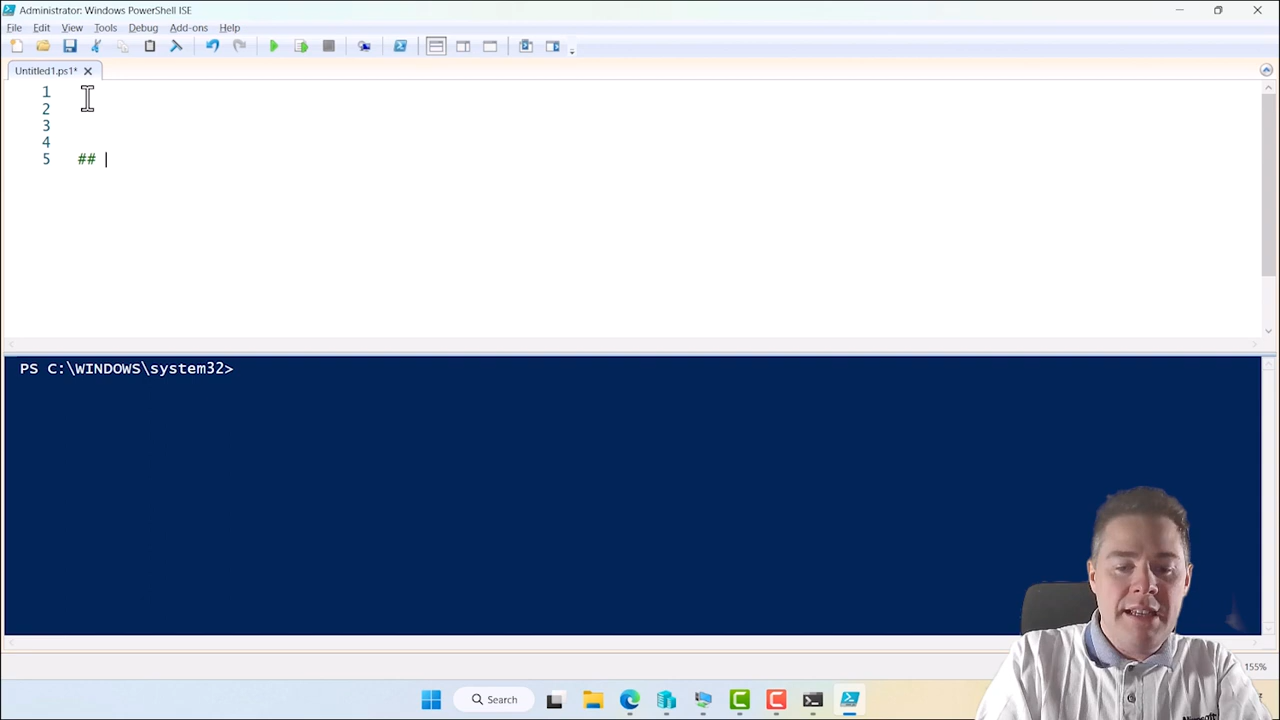 Administrator: Windows PowerShell ISE
File Edit View Tools Debug Add-ons Help
Untitled1.ps1*
1
2
3
4
5 ##
PS C:\WINDOWS\system32>
155%
Search
Microsoft